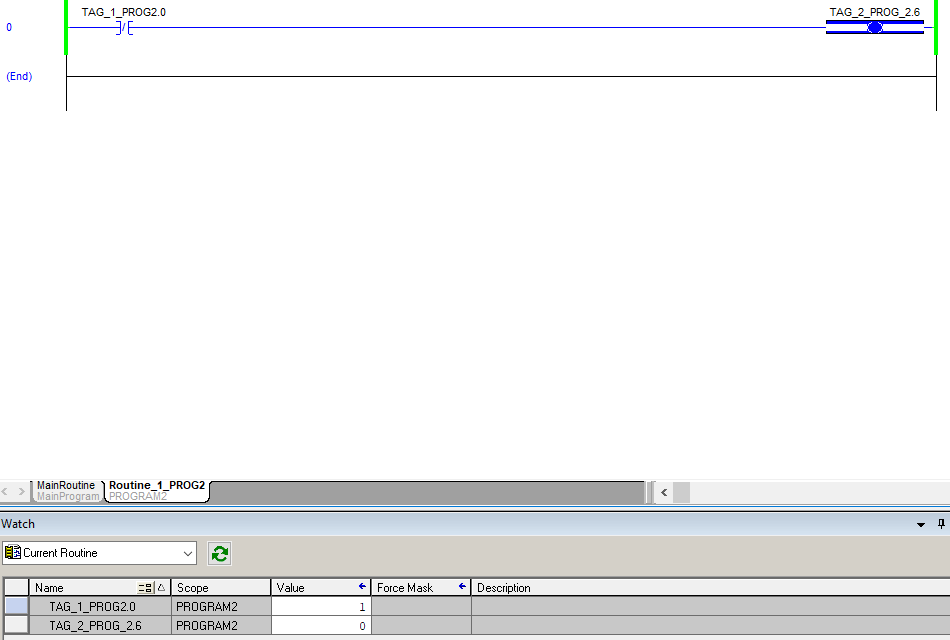 TAG_1_PROG2.0 TAG_2_PROG_2.6
0
(End)
MainRoutine Routine_1_PROG2
MainProgram PROGRAM2
Watch
Current Routine
Name Scope Value Force Mask Description
TAG_1_PROG2.0 PROGRAM2 1
TAG_2_PROG_2.6 PROGRAM2 0